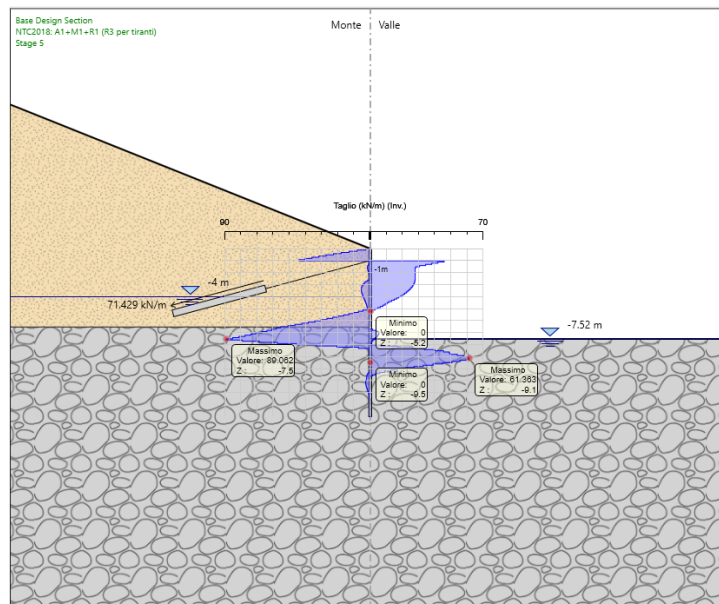 Base Design Section
NTC2018: A1+M1+R1 (R3 per tiranti)
Stage 5
Monte
Valle
Taglio (kN/m) (Inv.)
90
70
-1m
-4 m
71.429 kN/m
-7.52 m
Minimo
Valore: 0
Z : -5.2
Massimo
Valore: 89.062
Z : -7.5
Minimo
Valore: 0
Z : -9.5
Massimo
Valore: 61.363
Z : -9.1